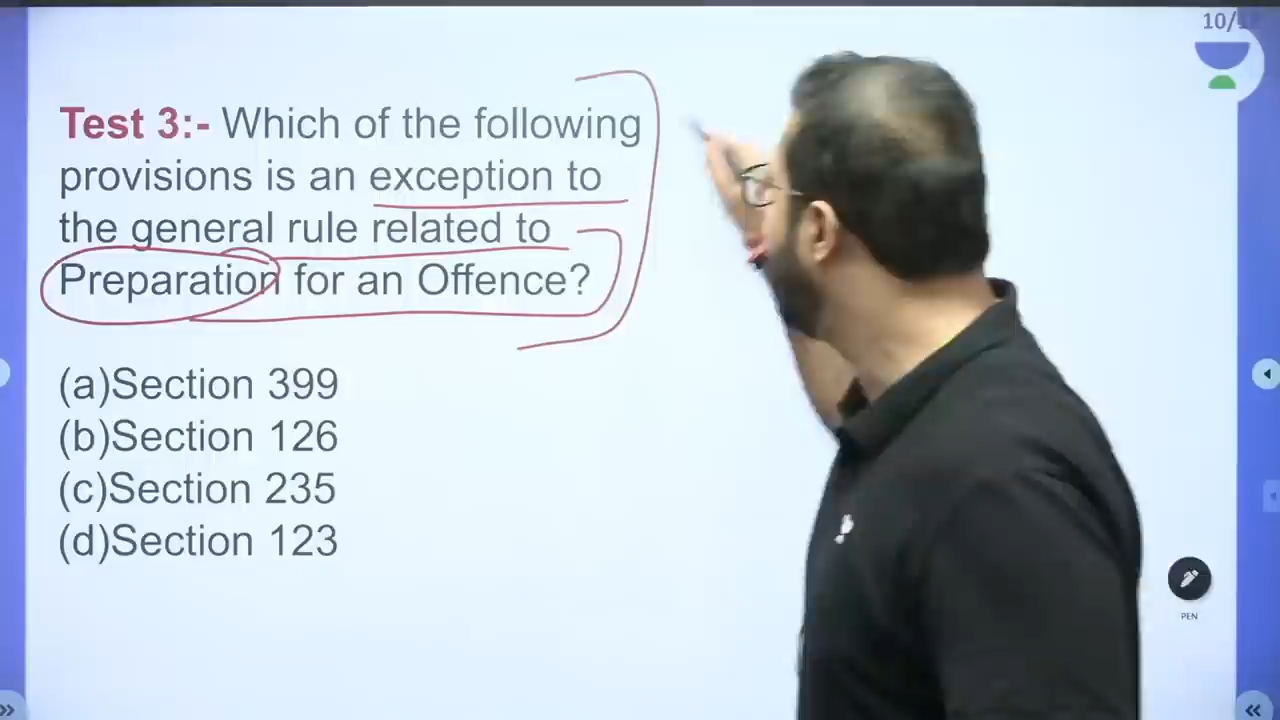 10/
Test 3:- Which of the following
provisions is an exception to
the general rule related to
Preparation for an Offence?
(a)Section 399
(b)Section 126
(c)Section 235
(d)Section 123
PEN